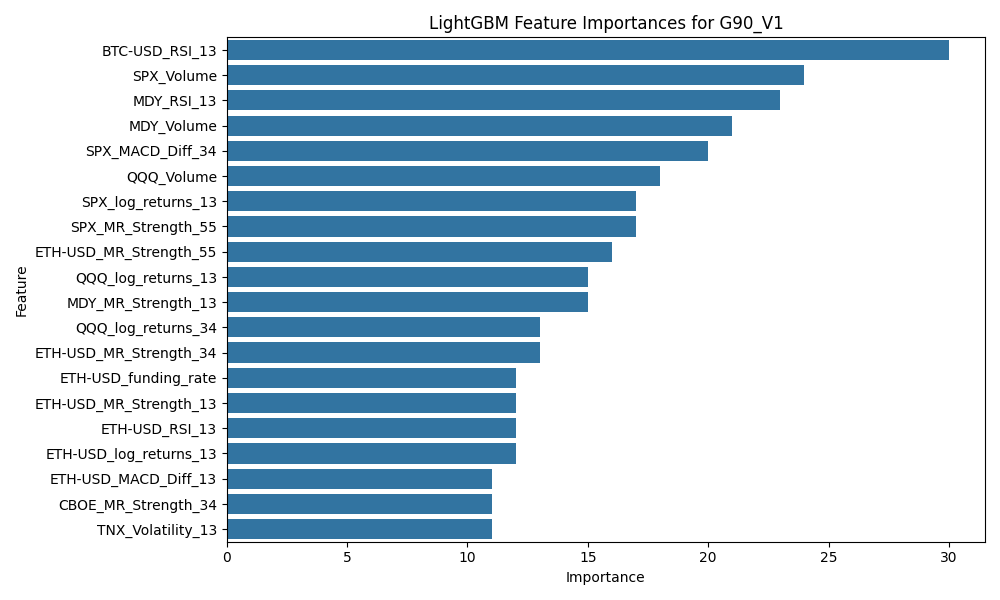 LightGBM Feature Importances for G90_V1
BTC-USD_RSI_13
SPX_Volume
MDY_RSI_13
MDY_Volume
SPX_MACD_Diff_34
QQQ_Volume
SPX_log_returns_13
SPX_MR_Strength_55
ETH-USD_MR_Strength_55
QQQ_log_returns_13
MDY_MR_Strength_13
QQQ_log_returns_34
ETH-USD_MR_Strength_34
ETH-USD_funding_rate
ETH-USD_MR_Strength_13
ETH-USD_RSI_13
ETH-USD_log_returns_13
ETH-USD_MACD_Diff_13
CBOE_MR_Strength_34
TNX_Volatility_13
Feature
0 5 10 15 20 25 30
Importance